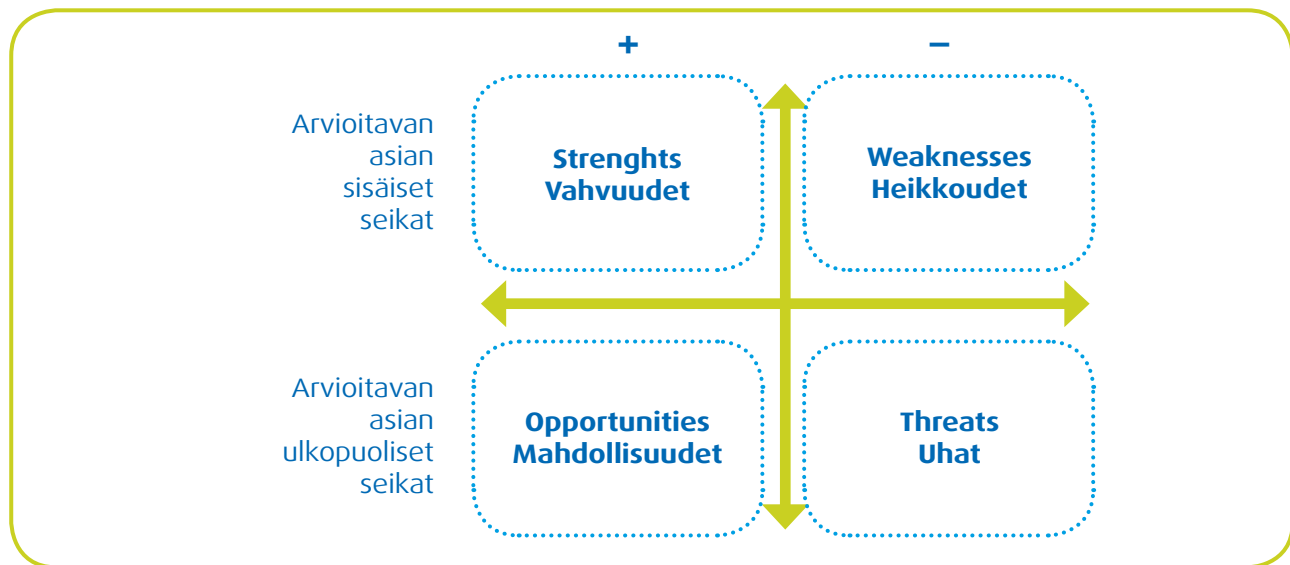 +
−
Arvioitavan
asian
sisäiset
seikat
Strenghts
Vahvuudet
Weaknesses
Heikkoudet
Arvioitavan
asian
ulkopuoliset
seikat
Opportunities
Mahdollisuudet
Threats
Uhat